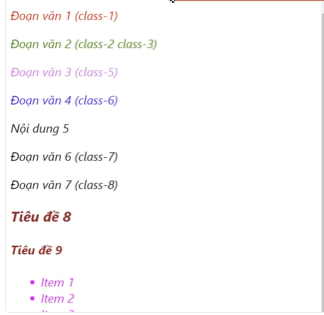 Đoạn văn 1 (class-1)
Đoạn văn 2 (class-2 class-3)
Đoạn văn 3 (class-5)
Đoạn văn 4 (class-6)
Nội dung 5
Đoạn văn 6 (class-7)
Đoạn văn 7 (class-8)
Tiêu đề 8
Tiêu đề 9
• Item 1
• Item 2